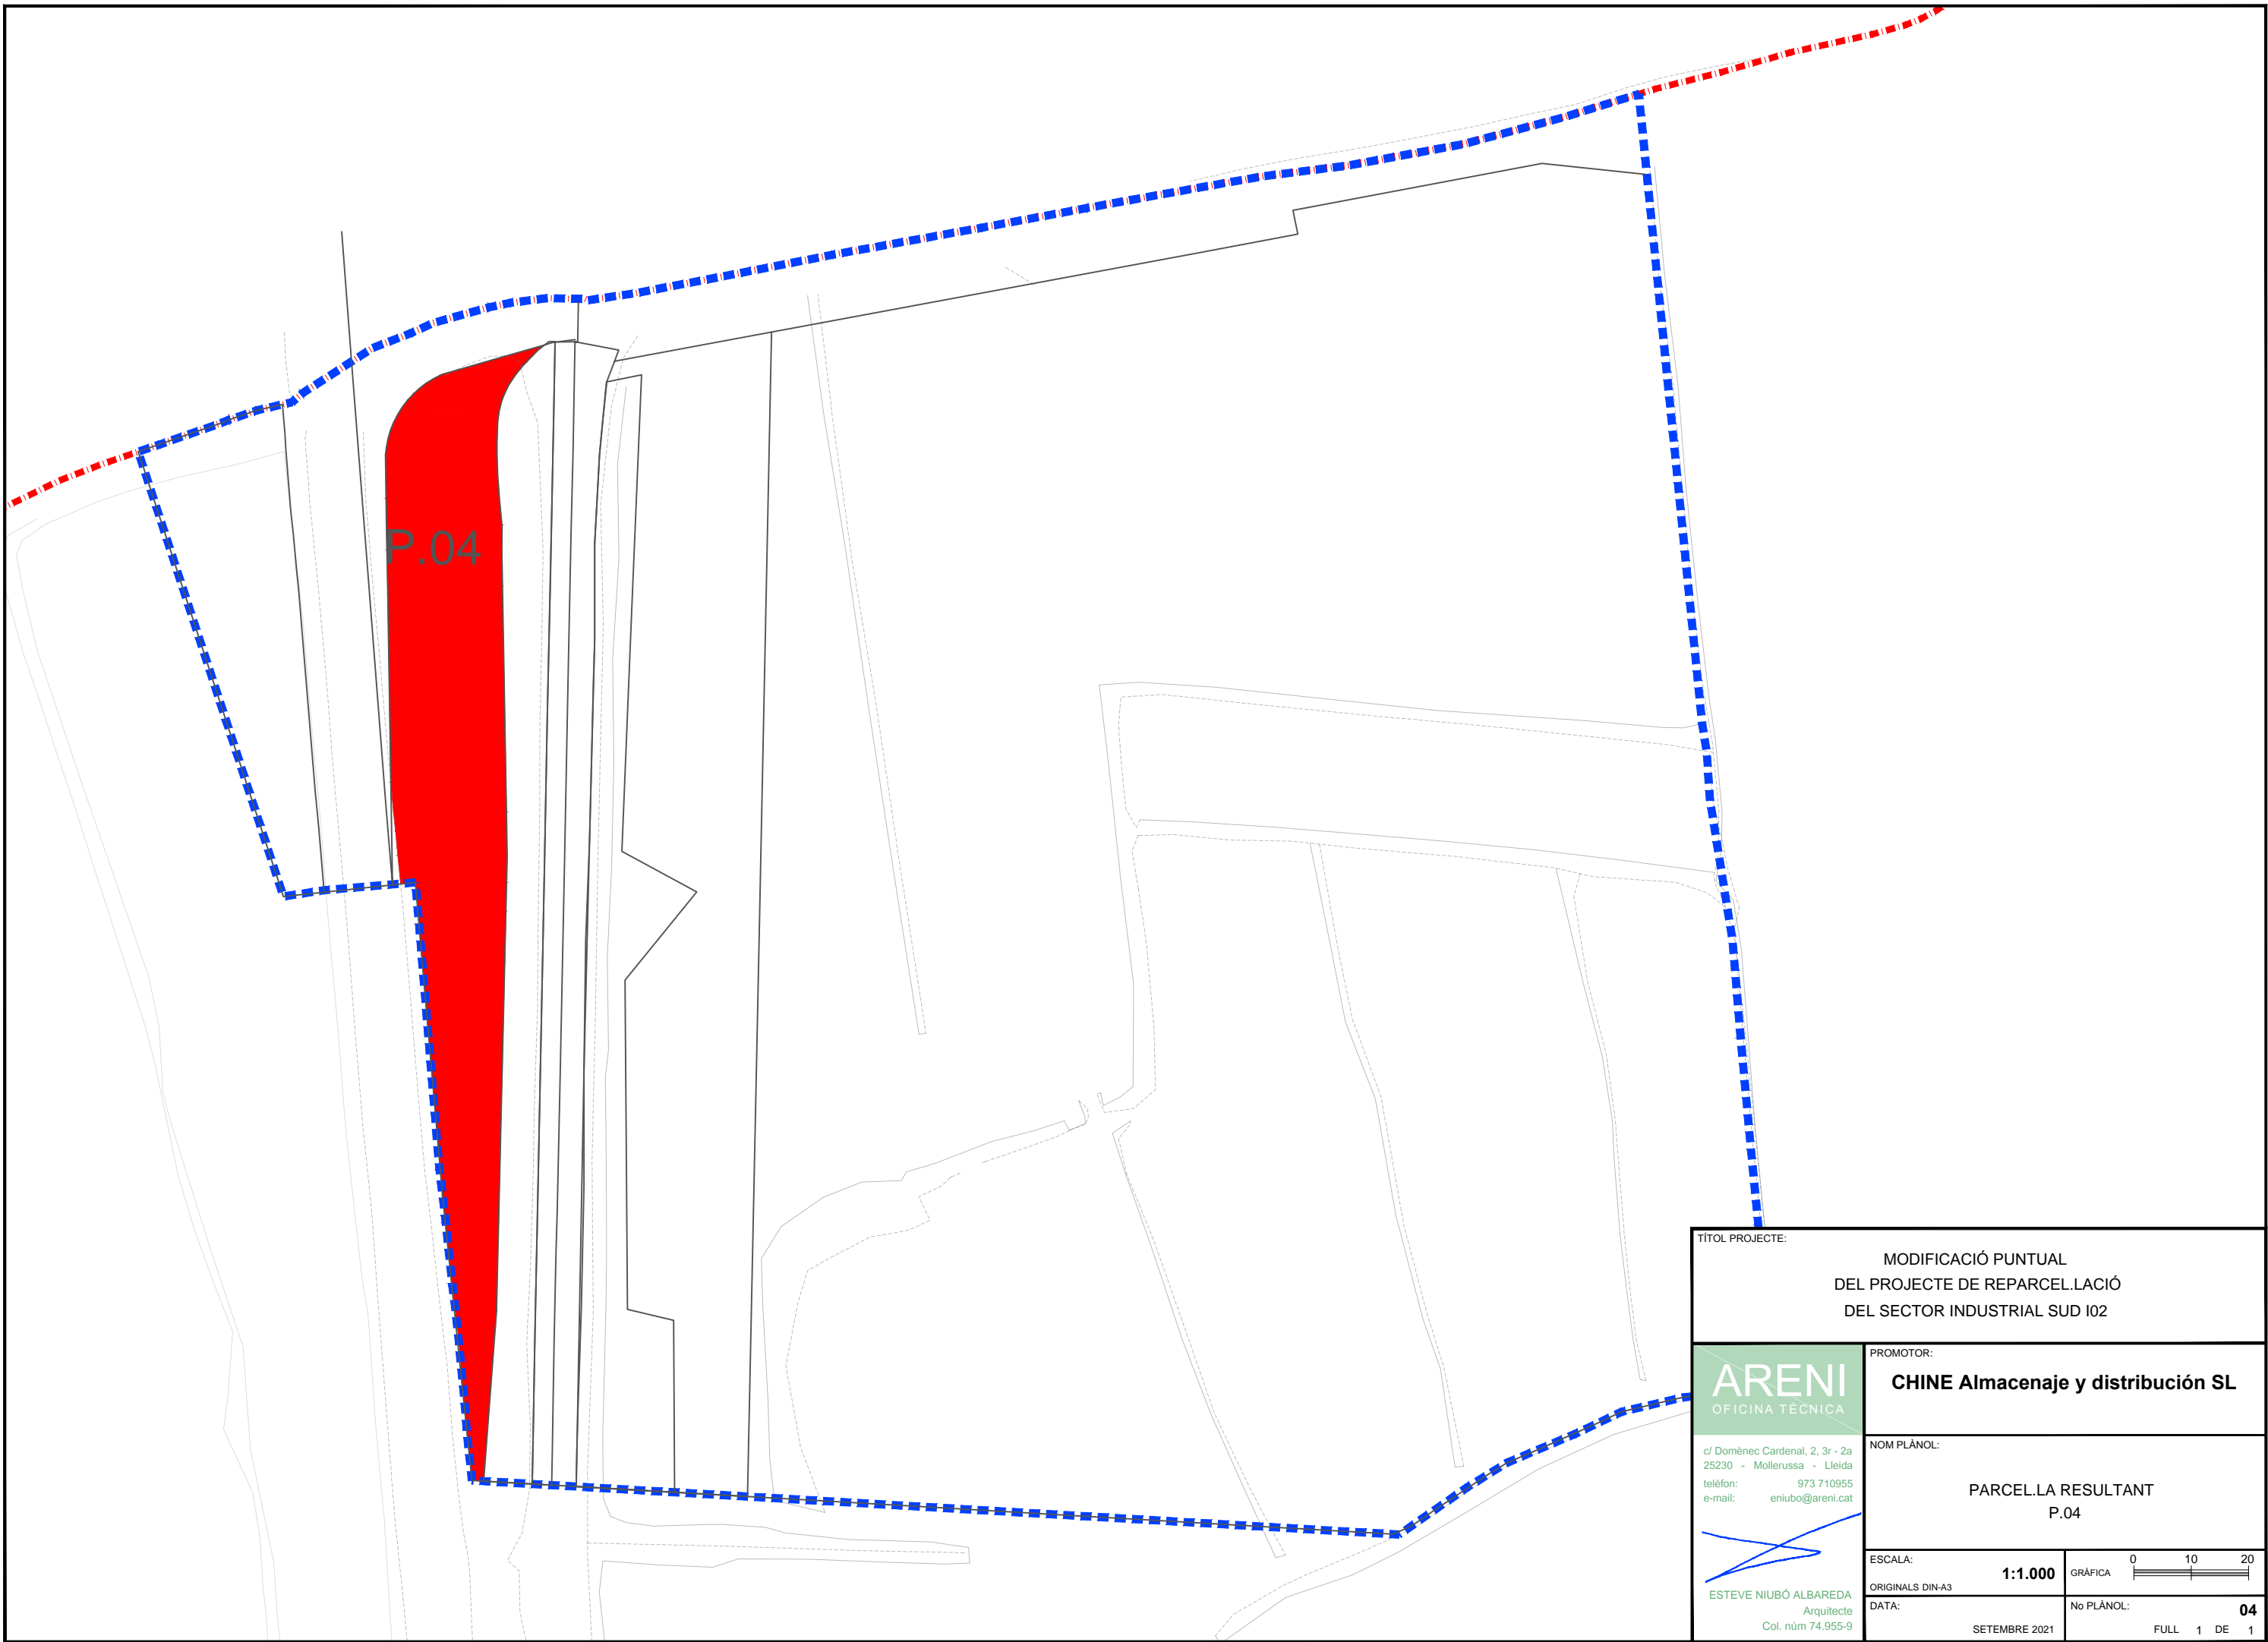 P.04
TÍTOL PROJECTE:
MODIFICACIÓ PUNTUAL
DEL PROJECTE DE REPARCEL.LACIÓ
DEL SECTOR INDUSTRIAL SUD I02
ARENI
OFICINA TÈCNICA
c/ Domènec Cardenal, 2, 3r - 2a
25230 - Mollerussa - Lleida
telèfon: 973 710955
e-mail: eniubo@areni.cat
ESTEVE NIUBÓ ALBAREDA
Arquitecte
Col. núm 74.955-9
PROMOTOR:
CHINE Almacenaje y distribución SL
NOM PLÀNOL:
PARCEL.LA RESULTANT
P.04
ESCALA:
1:1.000
ORIGINALS DIN-A3
GRÀFICA
0 10 20
DATA:
SETEMBRE 2021
No PLÀNOL:
04
FULL 1 DE 1